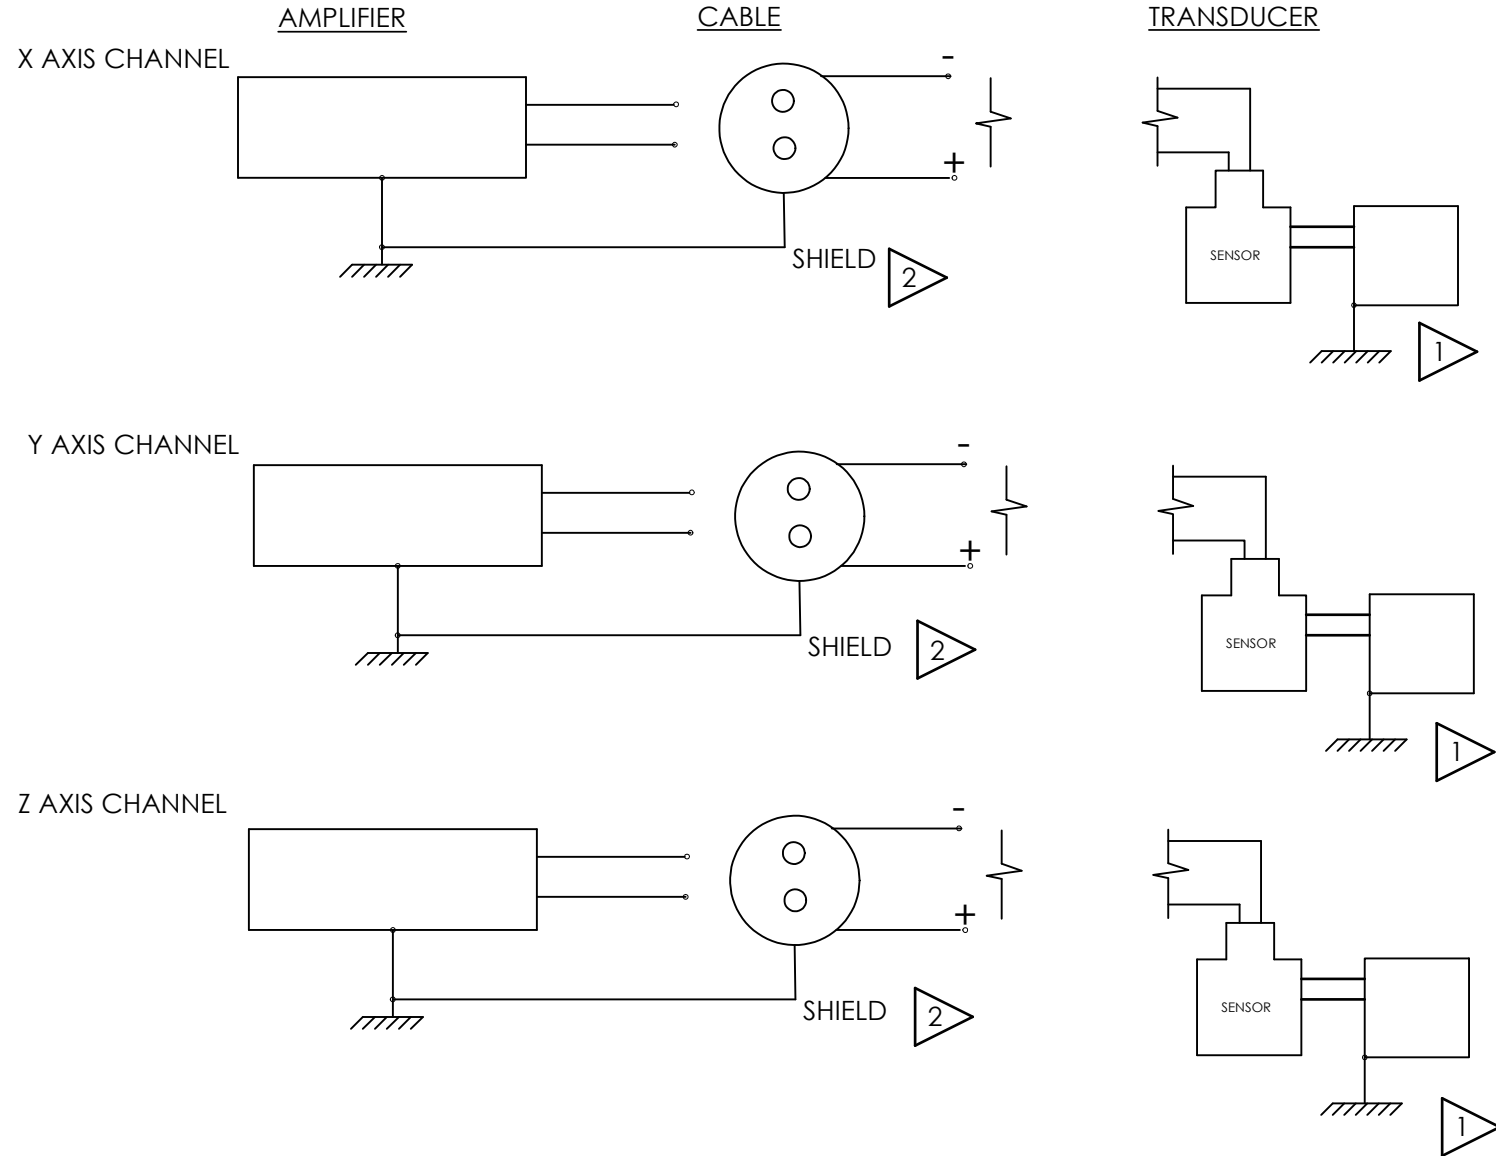 AMPLIFIER CABLE TRANSDUCER
X AXIS CHANNEL
-
+
SENSOR
SHIELD 2
1
Y AXIS CHANNEL
-
+
SENSOR
SHIELD 2
1
Z AXIS CHANNEL
-
+
SENSOR
SHIELD 2
1